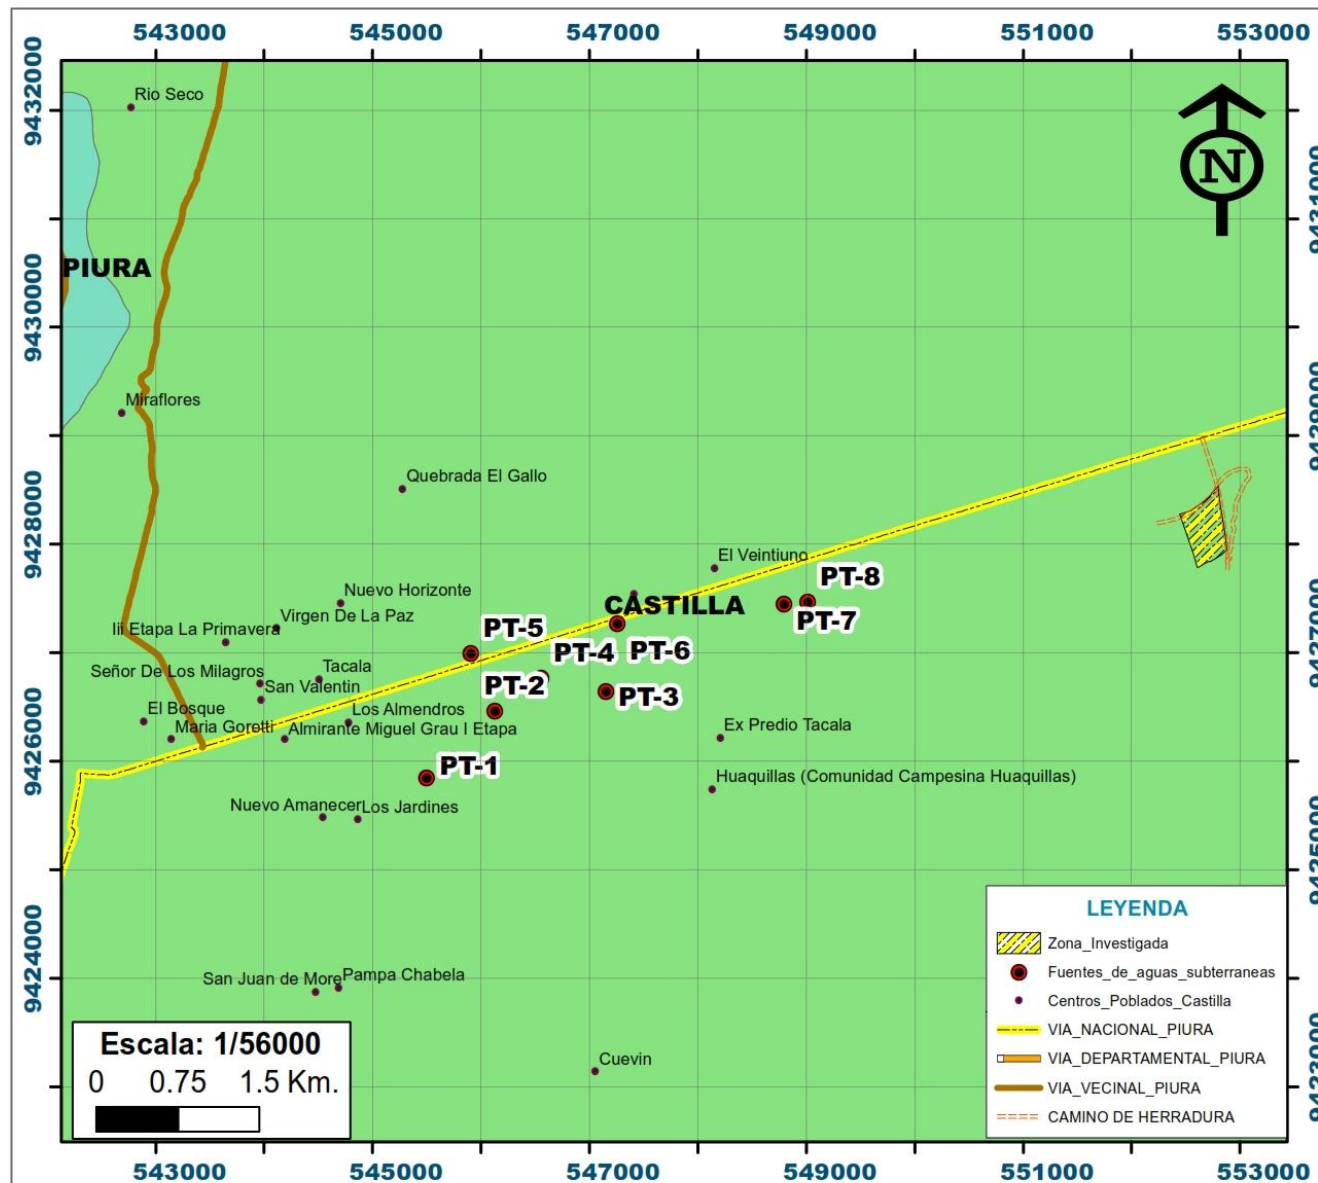 543000 545000 547000 549000 551000 553000
9432000
Rio Seco
N
9431000
PIURA
9430000
Miraflores
9429000
Quebrada El Gallo
9428000
El Veintiuno
PT-8
Nuevo Horizonte
CASTILLA
Virgen De La Paz
PT-7
Iii Etapa La Primavera
PT-5
9427000
PT-4
PT-6
Señor De Los Milagros
Tacala
San Valentin
PT-2
PT-3
El Bosque
Los Almendros
Maria Goretti
Almirante Miguel Grau I Etapa
Ex Predio Tacala
9426000
PT-1
Huaquillas (Comunidad Campesina Huaquillas)
Nuevo Amanecer
Los Jardines
9425000
9424000
San Juan de More
Pampa Chabela
Cuevin
9423000
LEYENDA
Zona_Investigada
Fuentes_de_aguas_subterraneas
Centros_Poblados_Castilla
VIA_NACIONAL_PIURA
VIA_DEPARTAMENTAL_PIURA
VIA_VECINAL_PIURA
CAMINO DE HERRADURA
Escala: 1/56000
0 0.75 1.5 Km.
543000 545000 547000 549000 551000 553000